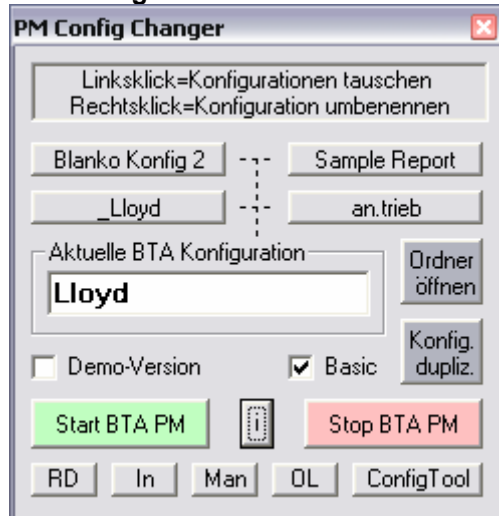 PM Config Changer
Linksklick=Konfigurationen tauschen
Rechtsklick=Konfiguration umbenennen
Blanko Konfig 2
Sample Report
_Lloyd
an.trieb
Aktuelle BTA Konfiguration
Lloyd
Ordner
öffnen
Konfig.
dupliz.
Demo-Version
Basic
Start BTA PM
i
Stop BTA PM
RD
In
Man
OL
ConfigTool